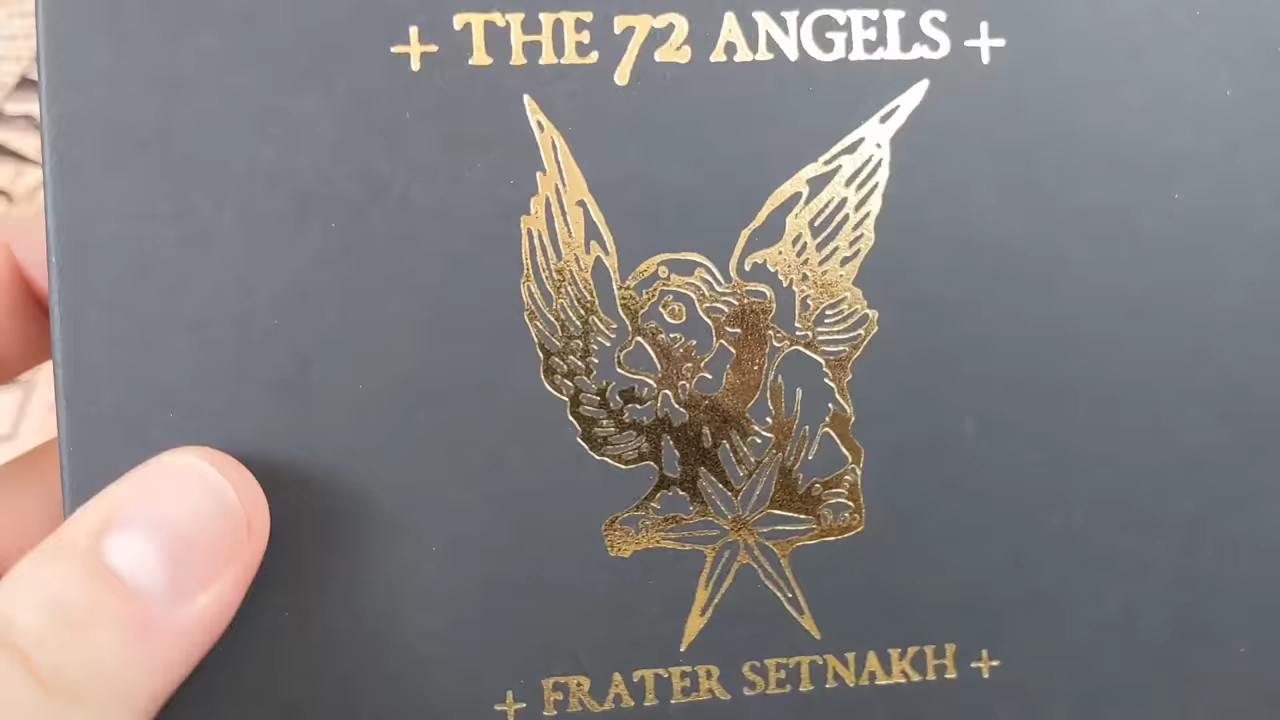 + THE 72 ANGELS +
+ FRATER SETNAKH +